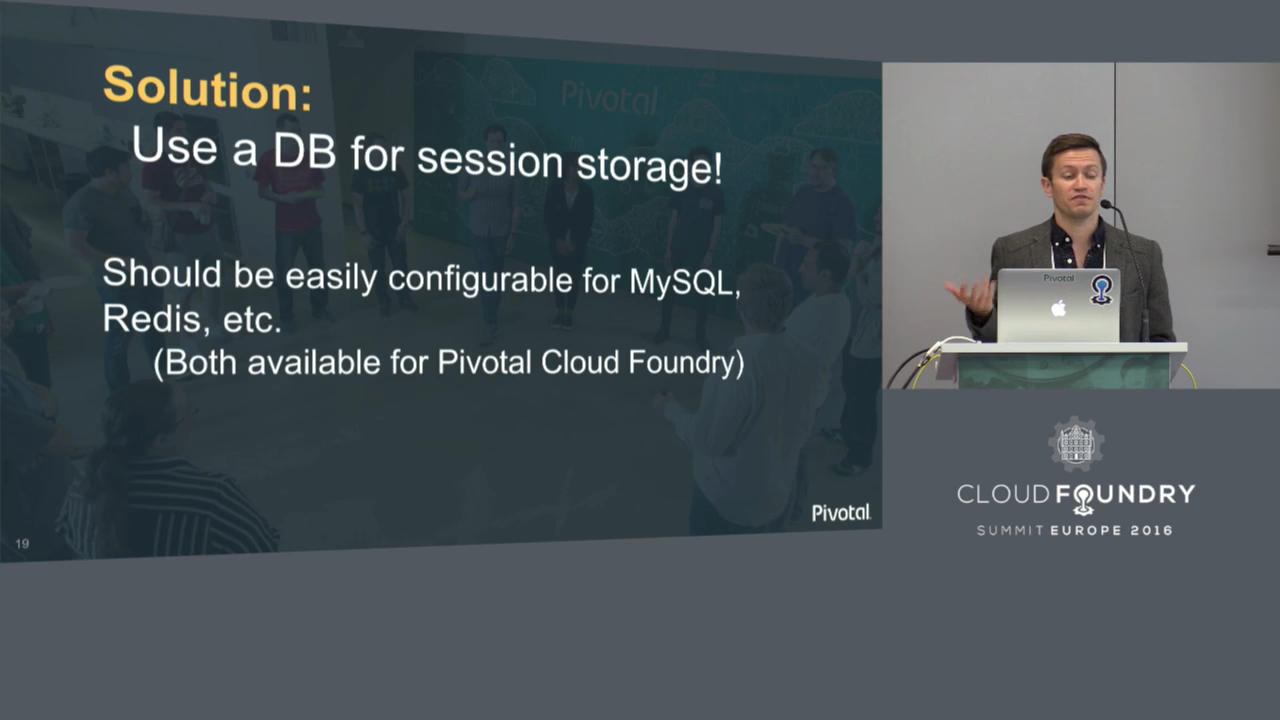 Solution:
Use a DB for session storage!
Should be easily configurable for MySQL,
Redis, etc.
(Both available for Pivotal Cloud Foundry)
Pivotal
Pivotal
19
Pivotal
CLOUD FOUNDRY
SUMMIT EUROPE 2016